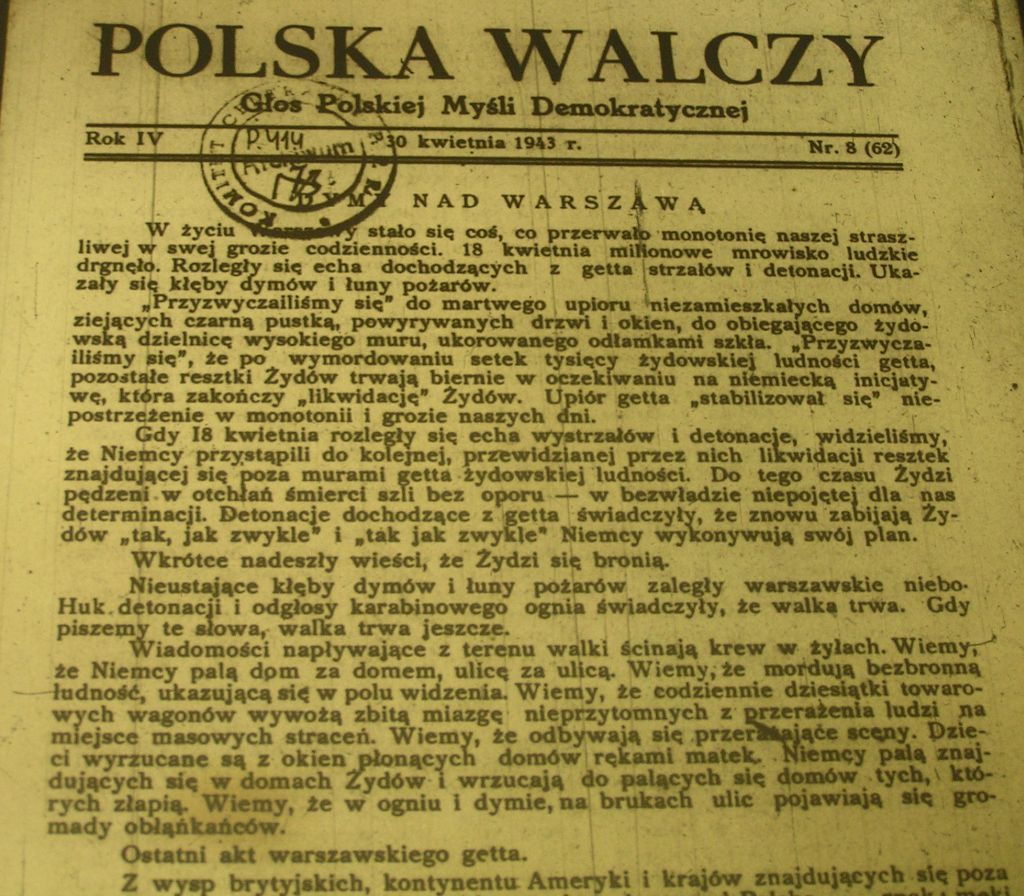 POLSKA WALCZY
Głos Polskiej Myśli Demokratycznej
Rok IV 30 kwietnia 1943 r. Nr. 8 (62)
KOMITET
P. 414
Archiwum
DYMY NAD WARSZAWĄ
W życiu Warszawy stało się coś, co przerwało monotonię naszej strasz-
liwej w swej grozie codzienności. 18 kwietnia milionowe mrowisko ludzkie
drgnęło. Rozległy się echa dochodzących z getta strzałów i detonacji. Uka-
zały się kłęby dymów i łuny pożarów.
„Przyzwyczailiśmy się" do martwego upioru niezamieszkałych domów,
ziejących czarną pustką, powyrywanych drzwi i okien, do obiegającego żydo-
wską dzielnicę wysokiego muru, ukorowanego odłamkami szkła. „Przyzwycza-
iliśmy się", że po wymordowaniu setek tysięcy żydowskiej ludności getta,
pozostałe resztki Żydów trwają biernie w oczekiwaniu na niemiecką inicjaty-
wę, która zakończy „likwidację" Żydów. Upiór getta „stabilizował się" nie-
postrzeżenie w monotonii i grozie naszych dni.
Gdy 18 kwietnia rozległy się echa wystrzałów i detonacje, widzieliśmy,
że Niemcy przystąpili do kolejnej, przewidzianej przez nich likwidacji resztek
znajdującej się poza murami getta żydowskiej ludności. Do tego czasu Żydzi
pędzeni w otchłań śmierci szli bez oporu — w bezwładzie niepojętej dla nas
determinacji. Detonacje dochodzące z getta świadczyły, że znowu zabijają Ży-
dów „tak, jak zwykle" i „tak jak zwykle" Niemcy wykonywują swój plan.
Wkrótce nadeszły wieści, że Żydzi się bronią.
Nieustające kłęby dymów i łuny pożarów zaległy warszawskie niebo.
Huk detonacji i odgłosy karabinowego ognia świadczyły, że walka trwa. Gdy
piszemy te słowa, walka trwa jeszcze.
Wiadomości napływające z terenu walki ścinają krew w żyłach. Wiemy,
że Niemcy palą dom za domem, ulicę za ulicą. Wiemy, że mordują bezbronną
ludność, ukazującą się w polu widzenia. Wiemy, że codziennie dziesiątki towaro-
wych wagonów wywożą zbitą miazgę nieprzytomnych z przerażenia ludzi na
miejsce masowych straceń. Wiemy, że odbywają się przerażające sceny. Dzie-
ci wyrzucane są z okien płonących domów rękami matek. Niemcy palą znaj-
dujących się w domach Żydów i wrzucają do palących się domów tych, któ-
rych złapią. Wiemy, że w ogniu i dymie, na brukach ulic pojawiają się gro-
mady obłąńkańców.
Ostatni akt warszawskiego getta.
Z wysp brytyjskich, kontynentu Ameryki i krajów znajdujących się poza